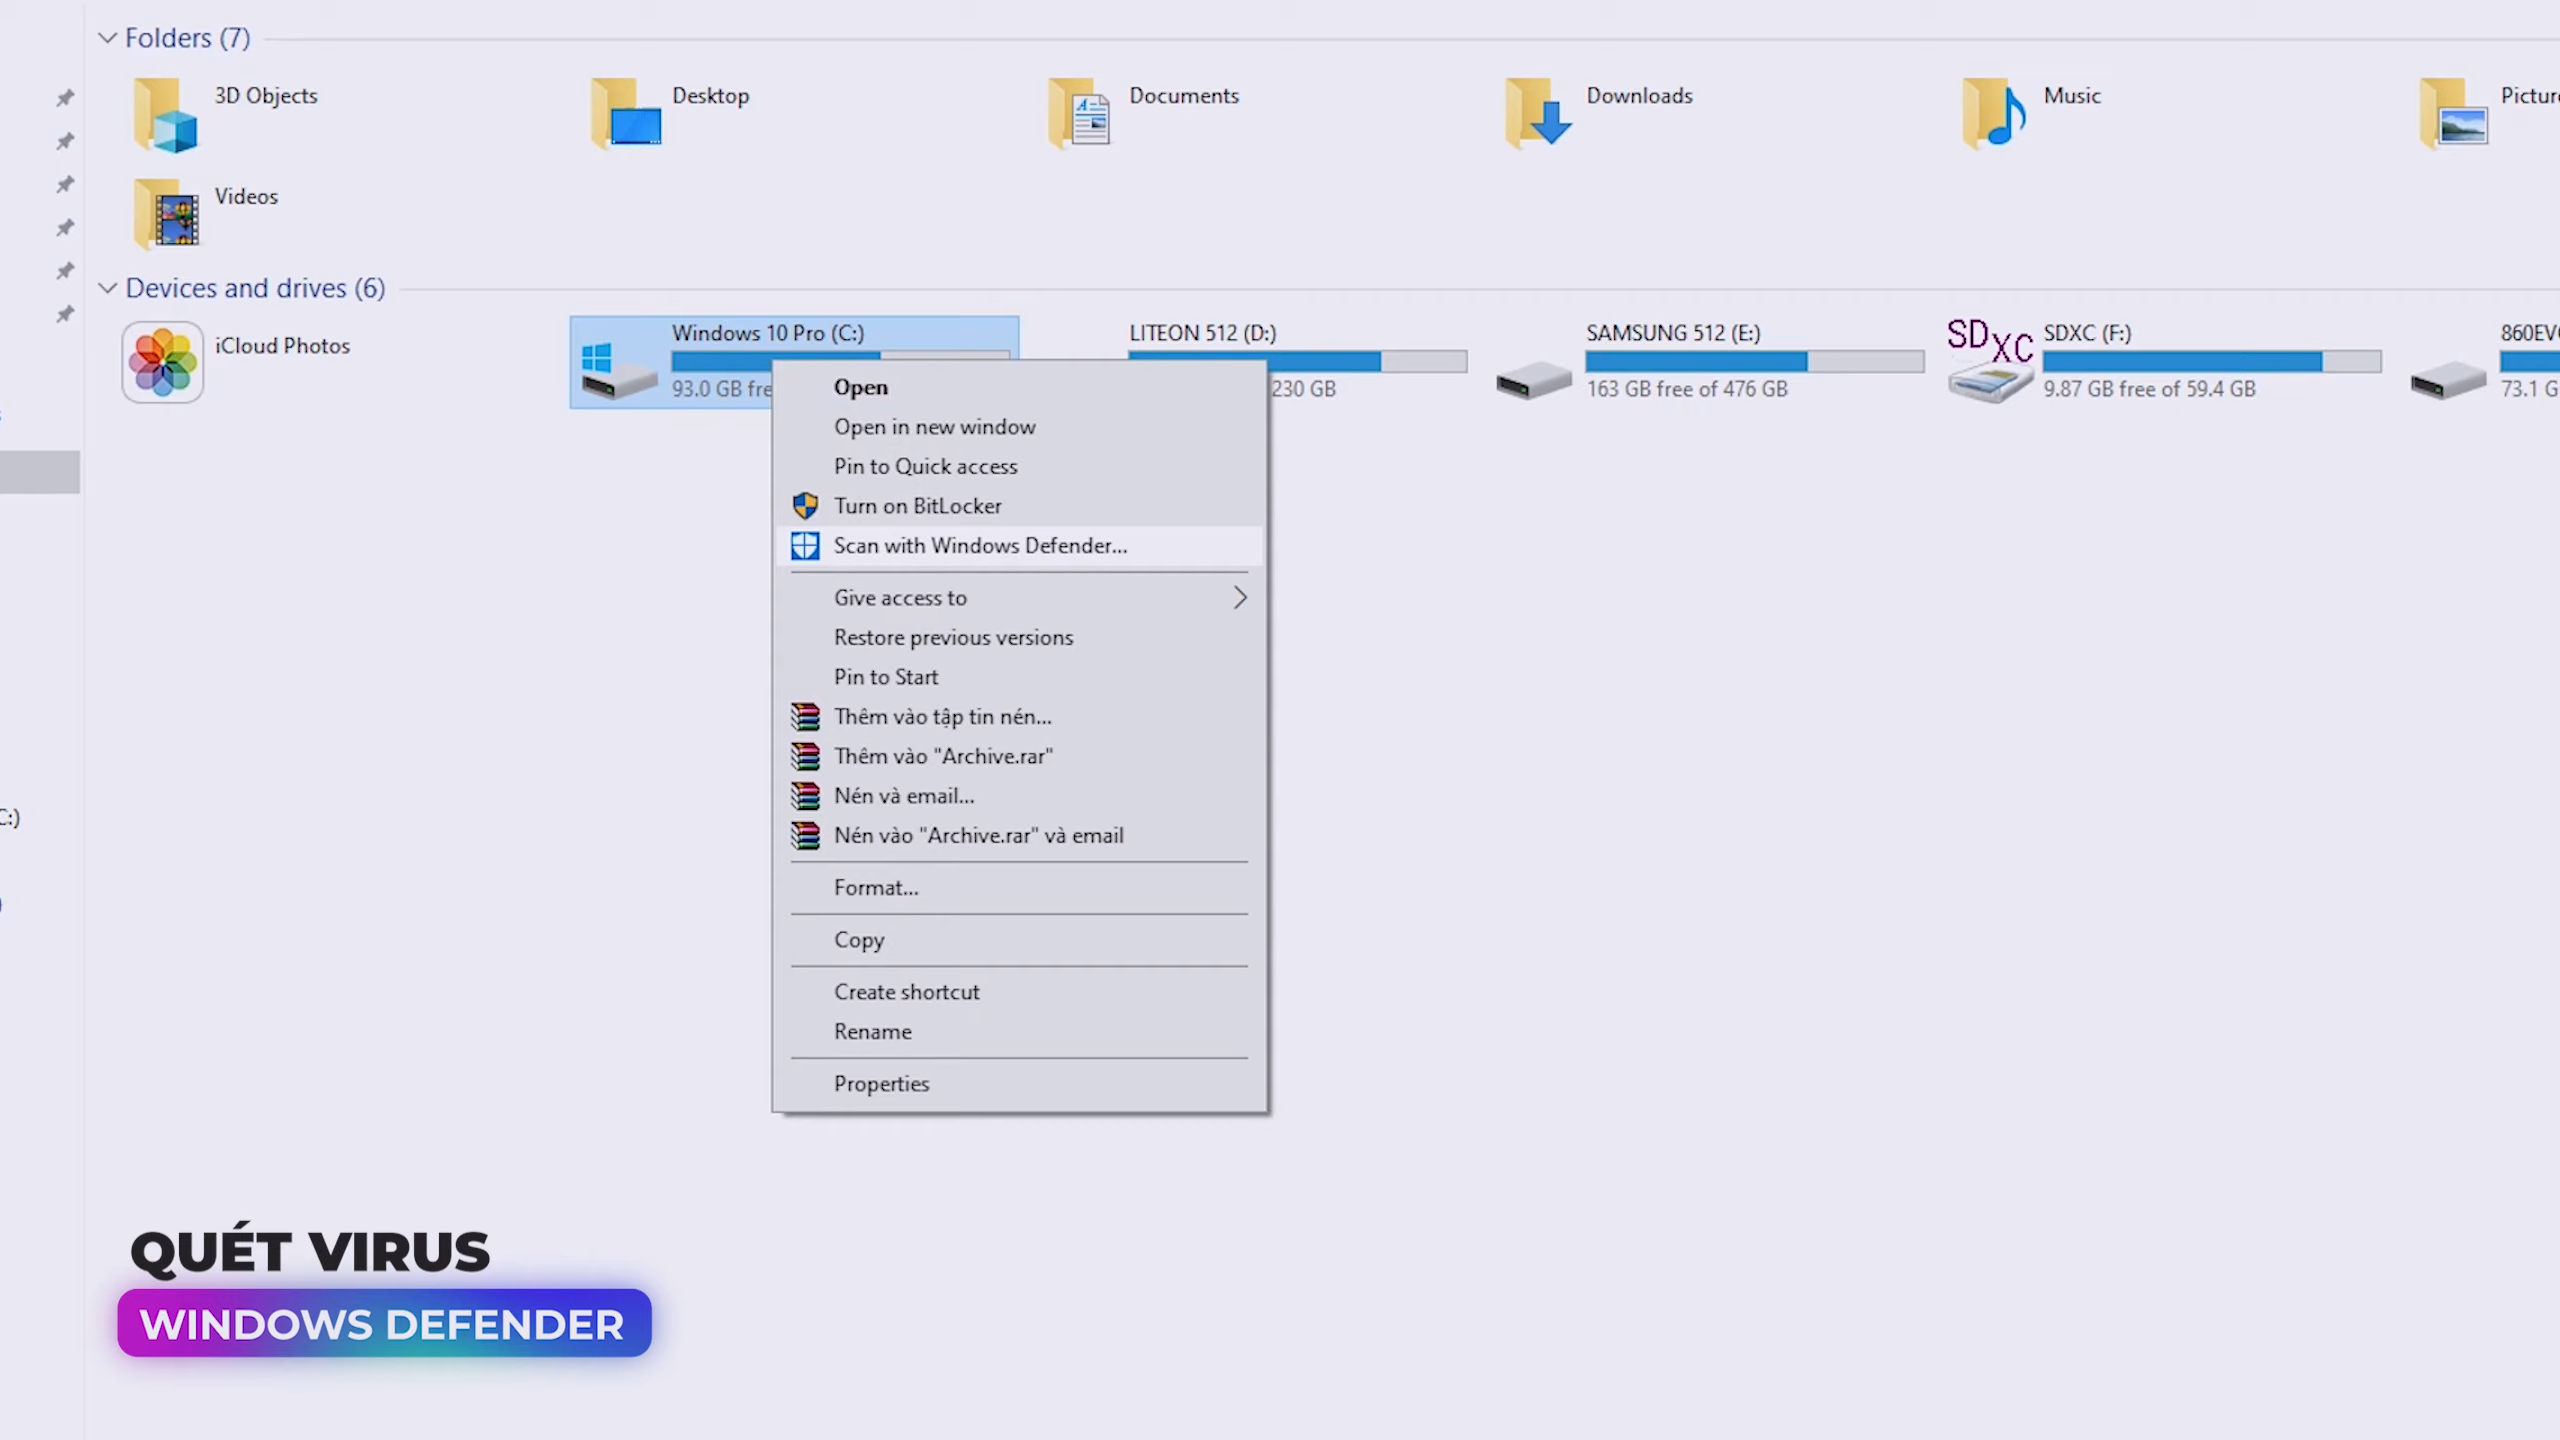 Folders (7)
3D Objects
Desktop
Documents
Downloads
Music
Videos
Devices and drives (6)
iCloud Photos
Windows 10 Pro (C:)
93.0 GB
LITEON 512 (D:)
230 GB
SAMSUNG 512 (E:)
163 GB free of 476 GB
SDXC
SDXC (F:)
9.87 GB free of 59.4 GB
Open
Open in new window
Pin to Quick access
Turn on BitLocker
Scan with Windows Defender...
Give access to
Restore previous versions
Pin to Start
Thêm vào tập tin nén...
Thêm vào "Archive.rar"
Nén và email...
Nén vào "Archive.rar" và email
Format...
Copy
Create shortcut
Rename
Properties
C:)
QUÉT VIRUS
WINDOWS DEFENDER